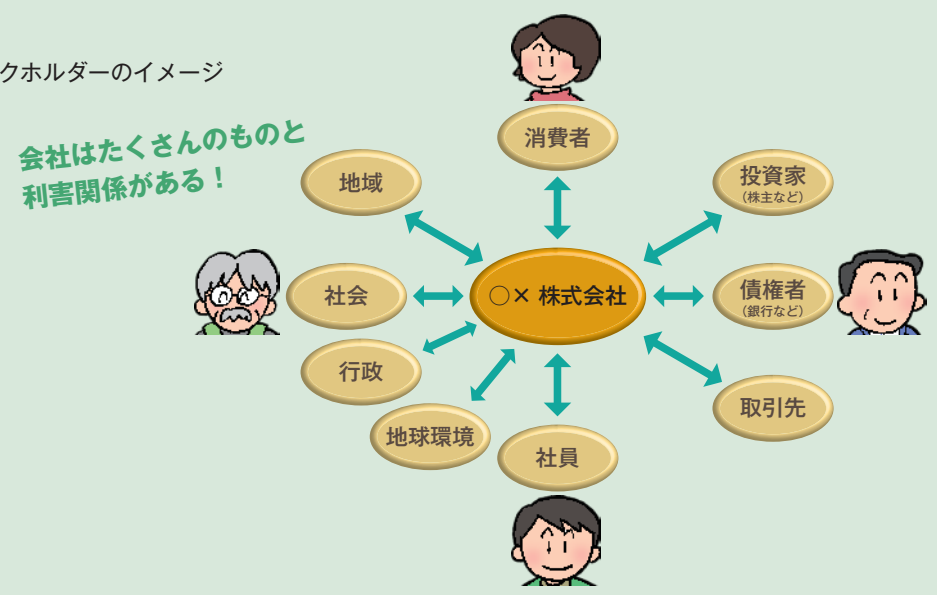 クホルダーのイメージ
会社はたくさんのものと
利害関係がある！
消費者
地域
投資家
（株主など）
社会
○× 株式会社
債権者
（銀行など）
行政
取引先
地球環境
社員